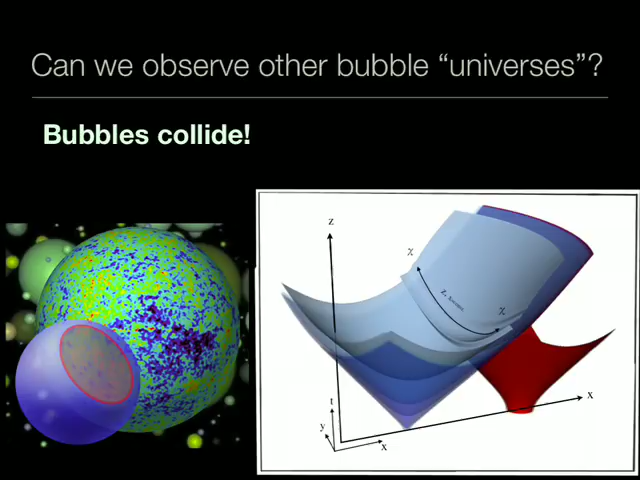 Can we observe other bubble “universes”?
Bubbles collide!
z
χ
χ
x
t
y
x